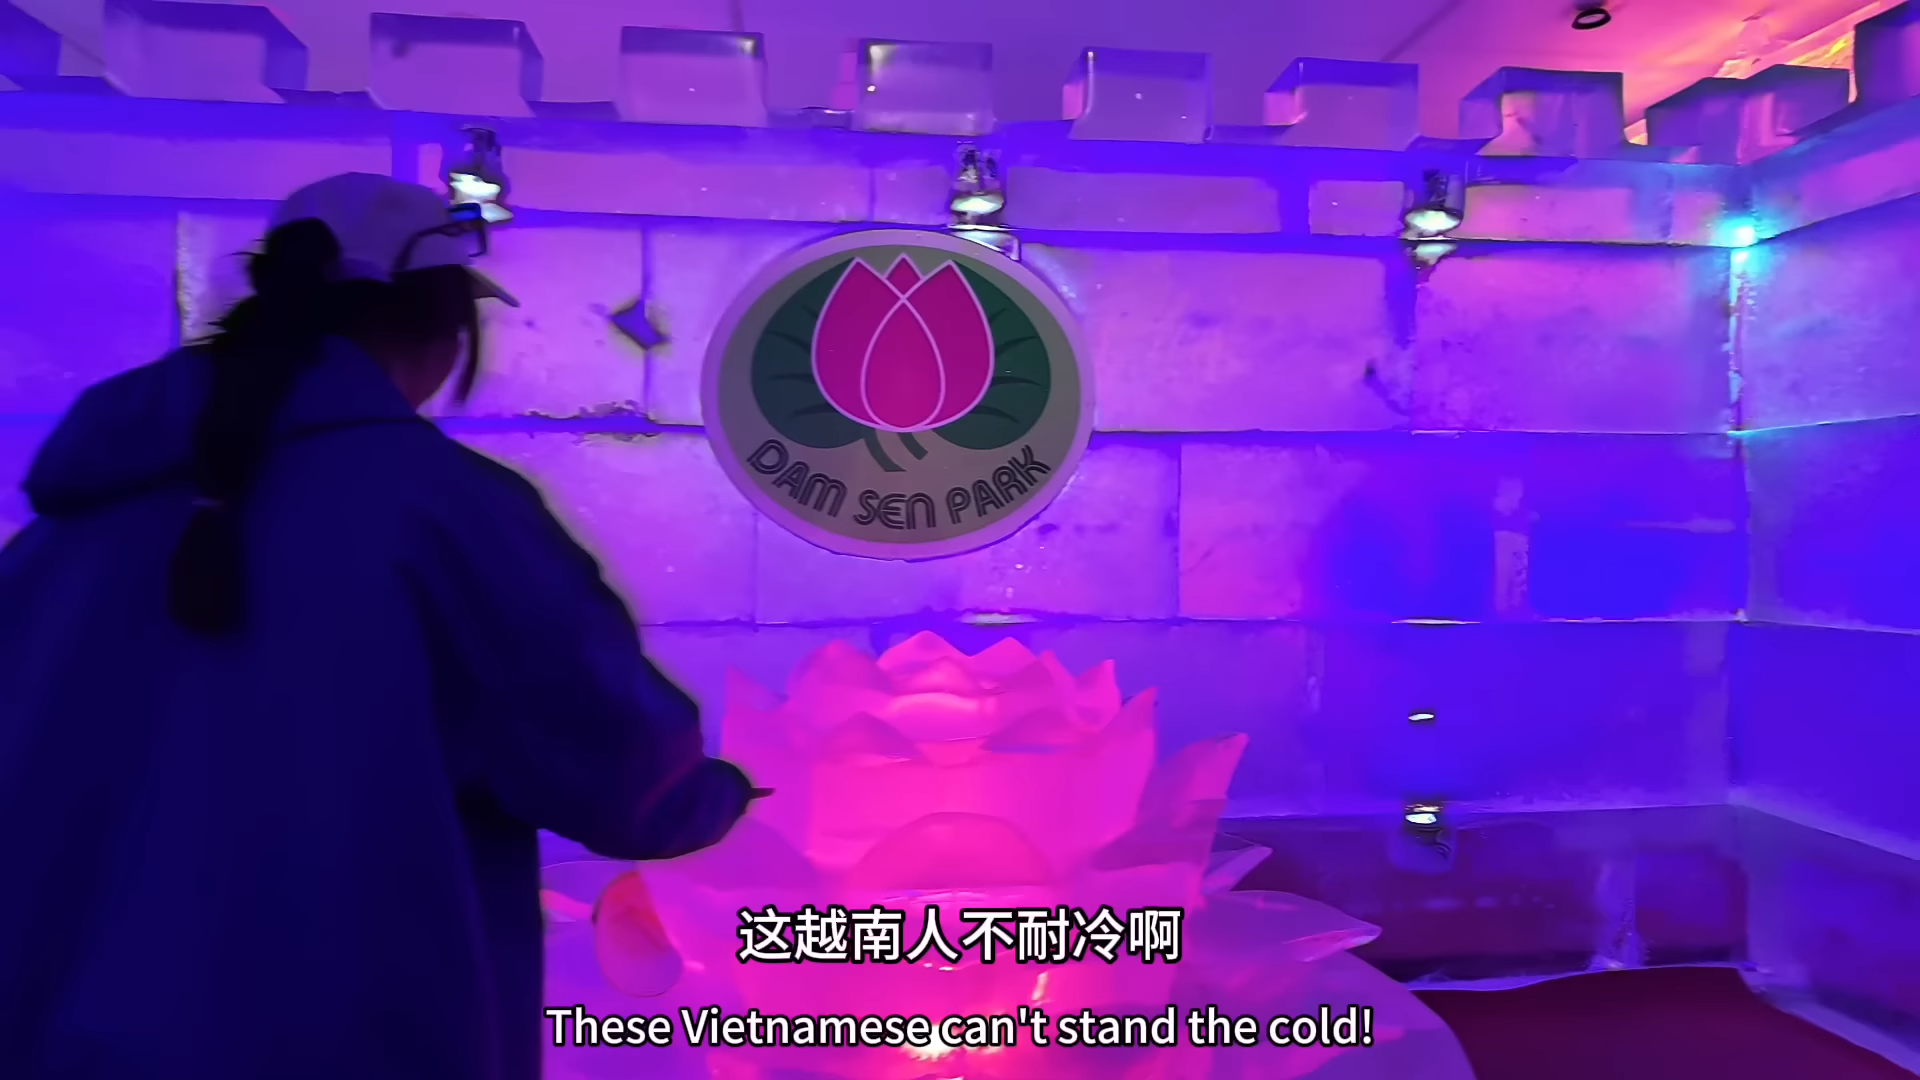 DAM SEN PARK
这越南人不耐冷啊
These Vietnamese can't stand the cold!